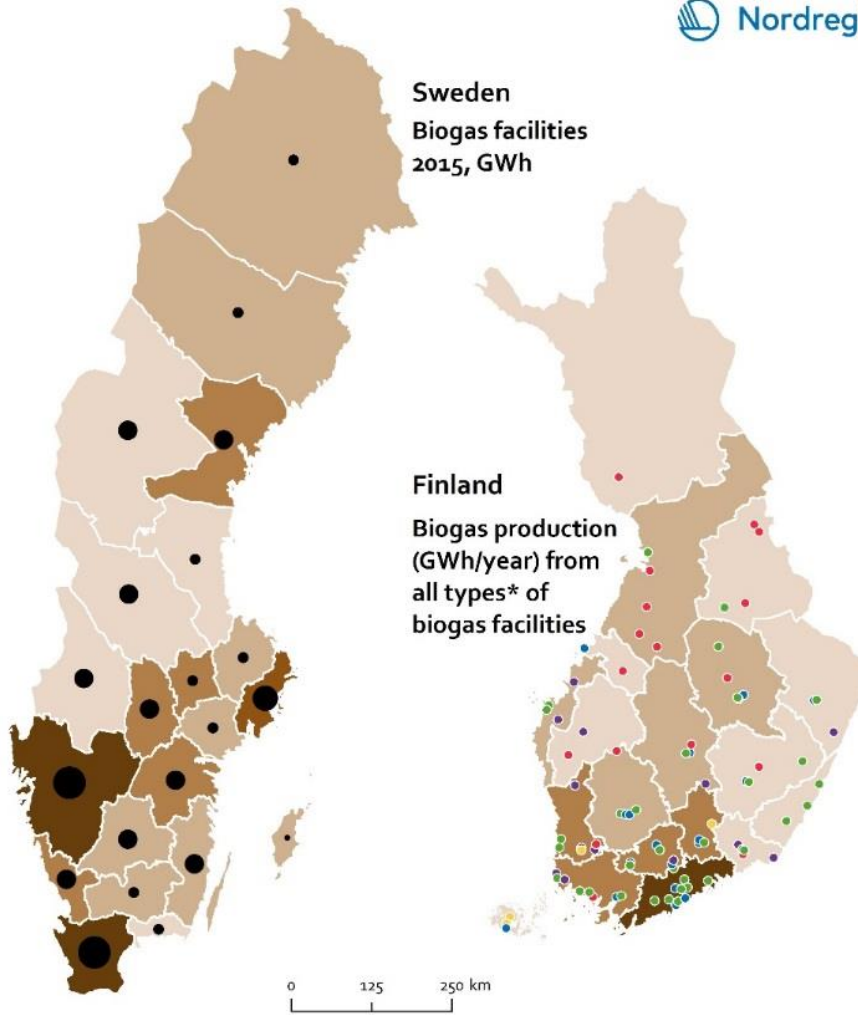 Nordreg
Sweden
Biogas facilities
2015, GWh
Finland
Biogas production
(GWh/year) from
all types* of
biogas facilities
0 125 250 km